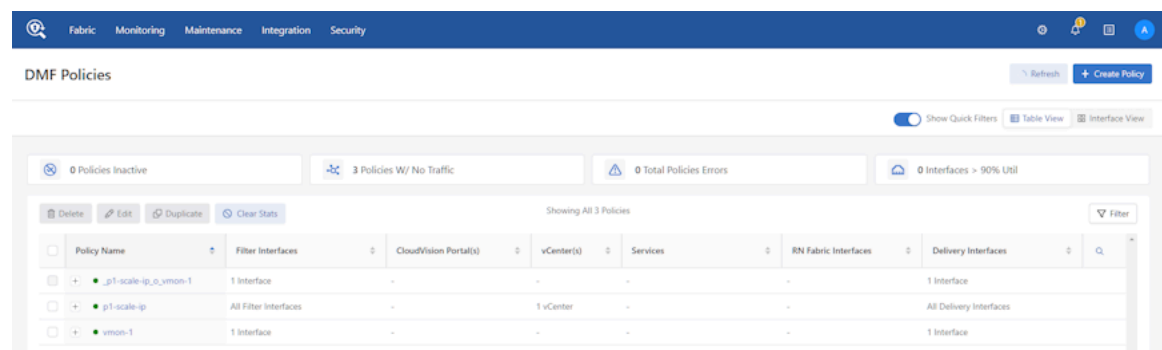 Fabric Monitoring Maintenance Integration Security 1 A
DMF Policies Refresh + Create Policy
Show Quick Filters Table View Interface View
0 Policies Inactive 3 Policies W/ No Traffic 0 Total Policies Errors 0 Interfaces > 90% Util
Delete Edit Duplicate Clear Stats Showing All 3 Policies Filter
Policy Name Filter Interfaces CloudVision Portal(s) vCenter(s) Services RN Fabric Interfaces Delivery Interfaces
+ _p1-scale-ip_o_vmon-1 1 Interface - - - - 1 Interface
+ p1-scale-ip All Filter Interfaces - 1 vCenter - - All Delivery Interfaces
+ vmon-1 1 Interface - - - - 1 Interface